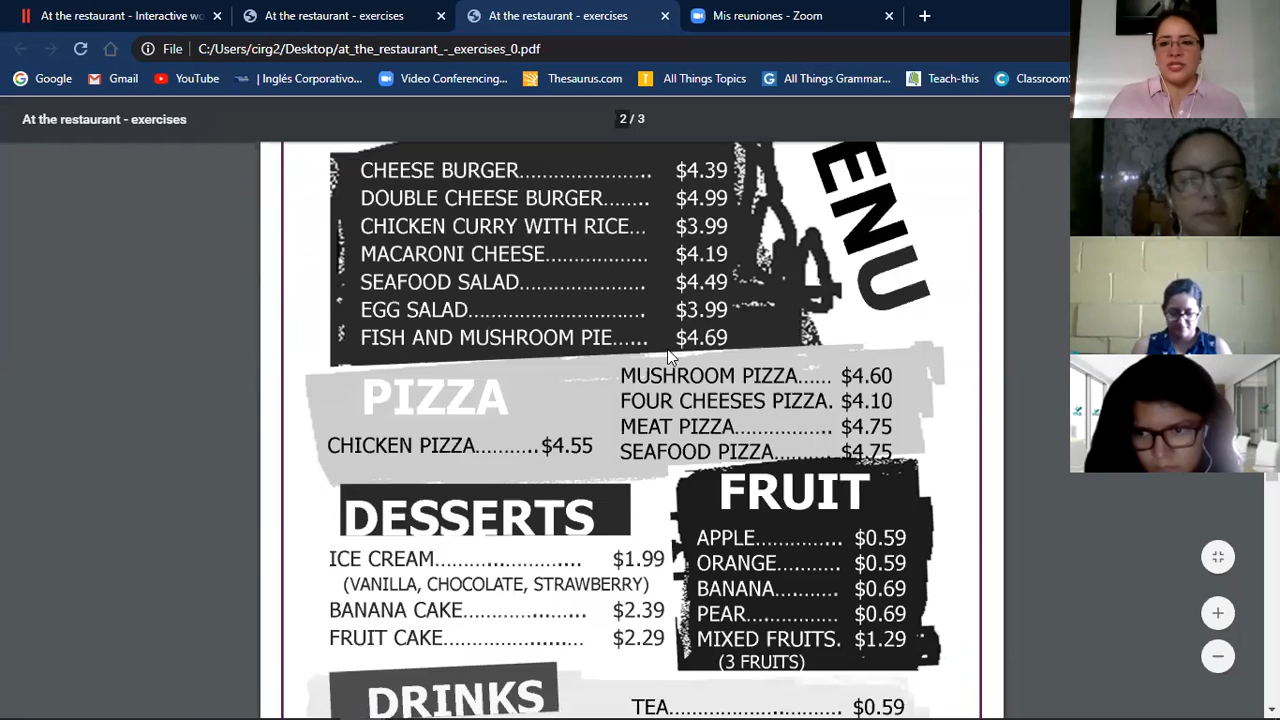 At the restaurant - Interactive wo
At the restaurant - exercises
At the restaurant - exercises
Mis reuniones - Zoom
File
C:/Users/cirg2/Desktop/at_the_restaurant_-_exercises_0.pdf
Google
Gmail
YouTube
| Inglés Corporativo...
Video Conferencing...
Thesaurus.com
All Things Topics
All Things Grammar...
Teach-this
ClassroomS
At the restaurant - exercises
2 / 3
ENU
CHEESE BURGER...................... $4.39
DOUBLE CHEESE BURGER........ $4.99
CHICKEN CURRY WITH RICE... $3.99
MACARONI CHEESE.................. $4.19
SEAFOOD SALAD...................... $4.49
EGG SALAD.............................. $3.99
FISH AND MUSHROOM PIE...... $4.69
PIZZA
CHICKEN PIZZA...........$4.55
MUSHROOM PIZZA...... $4.60
FOUR CHEESES PIZZA. $4.10
MEAT PIZZA................. $4.75
SEAFOOD PIZZA.......... $4.75
DESSERTS
ICE CREAM......................... $1.99
(VANILLA, CHOCOLATE, STRAWBERRY)
BANANA CAKE..................... $2.39
FRUIT CAKE........................ $2.29
FRUIT
APPLE............... $0.59
ORANGE........... $0.59
BANANA........... $0.69
PEAR................ $0.69
MIXED FRUITS. $1.29
(3 FRUITS)
DRINKS
TEA............................. $0.59